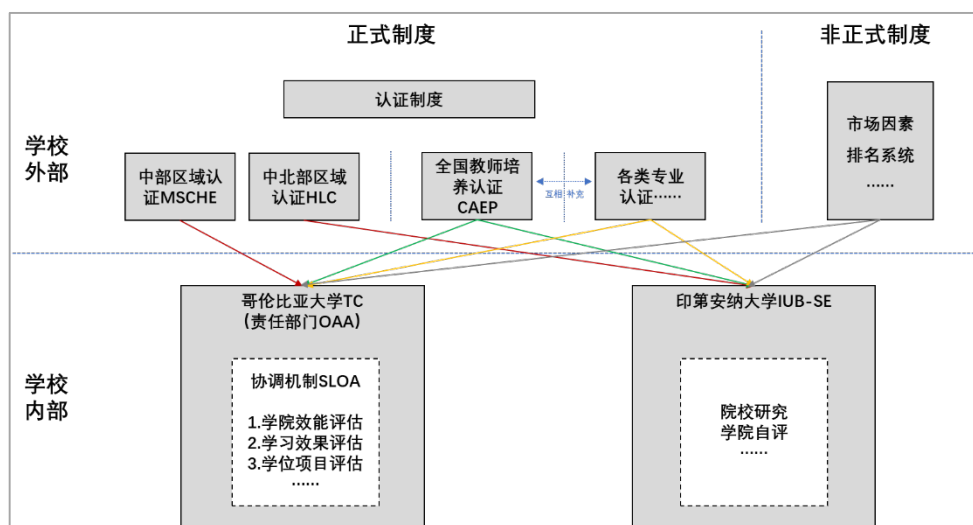 正式制度
非正式制度
认证制度
学校
外部
中部区域认
证MSCHE
中北部区域
认证HLC
全国教师培
养认证
CAEP
互相
补充
各类专业
认证……
市场因素
排名系统
……
学校
内部
哥伦比亚大学TC
(责任部门OAA)
协调机制SLOA
1.学院效能评估
2.学习效果评估
3.学位项目评估
……
印第安纳大学IUB-SE
院校研究
学院自评
……